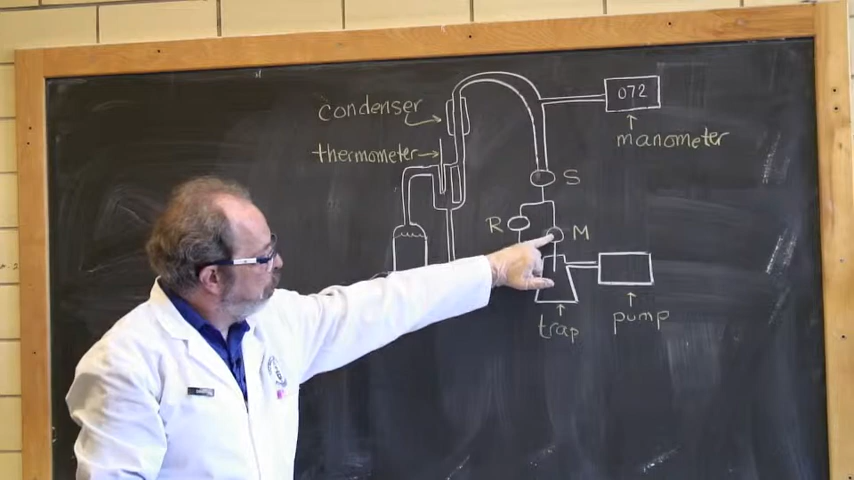 condenser
072
manometer
thermometer
S
R
M
trap
pump